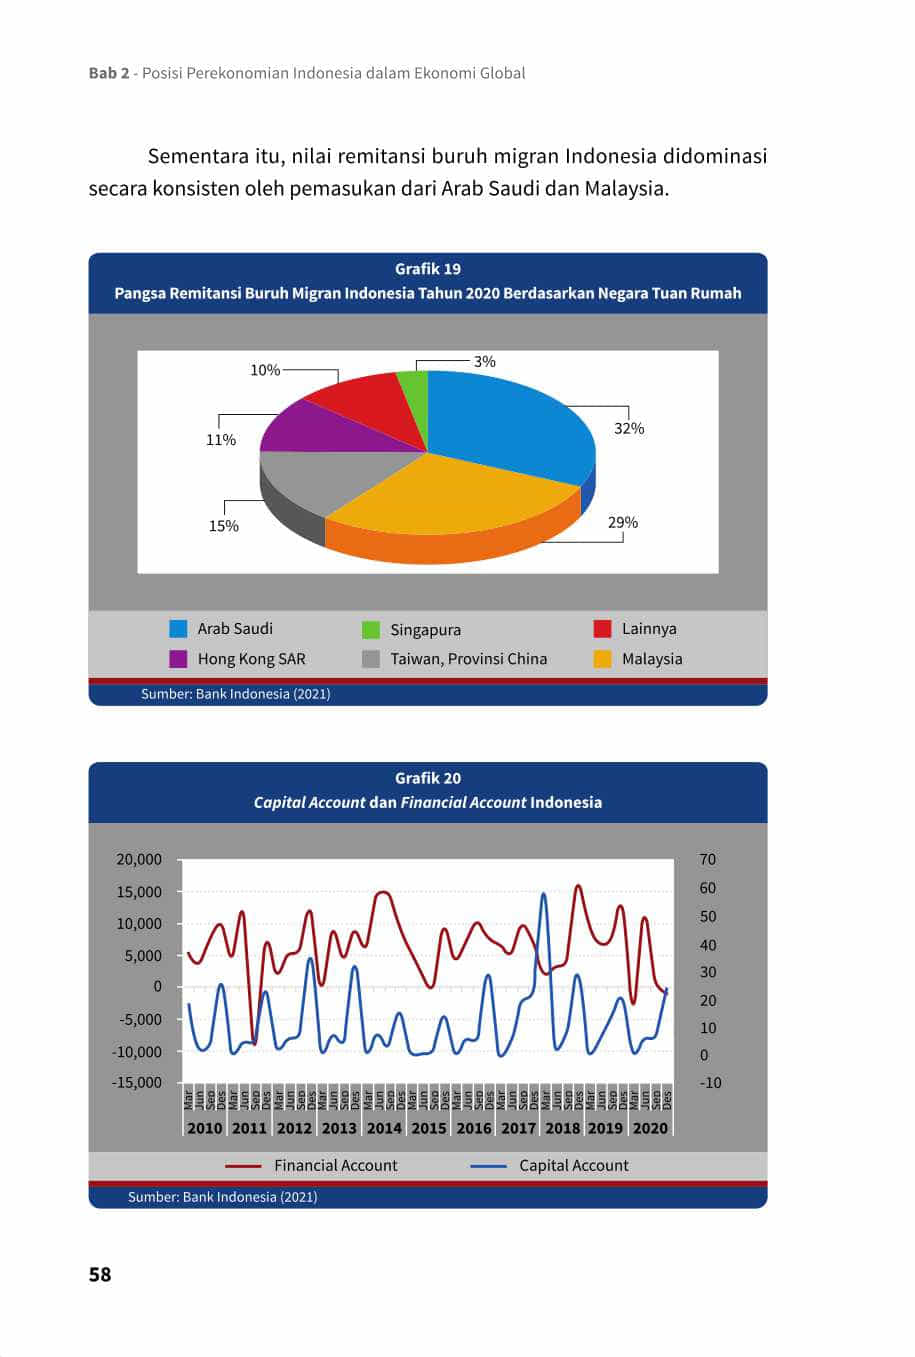 Bab 2 - Posisi Perekonomian Indonesia dalam Ekonomi Global
Sementara itu, nilai remitansi buruh migran Indonesia didominasi
secara konsisten oleh pemasukan dari Arab Saudi dan Malaysia.
Grafik 19
Pangsa Remitansi Buruh Migran Indonesia Tahun 2020 Berdasarkan Negara Tuan Rumah
3%
10%
32%
11%
29%
15%
Arab Saudi
Singapura
Lainnya
Hong Kong SAR
Taiwan, Provinsi China
Malaysia
Sumber: Bank Indonesia (2021)
Grafik 20
Capital Account dan Financial Account Indonesia
20,000
15,000
10,000
5,000
0
-5,000
-10,000
-15,000
70
60
50
40
30
20
10
0
-10
Mar Jun Sep Des Mar Jun Sep Des Mar Jun Sep Des Mar Jun Sep Des Mar Jun Sep Des Mar Jun Sep Des Mar Jun Sep Des Mar Jun Sep Des Mar Jun Sep Des Mar Jun Sep Des Mar Jun Sep Des
2010 2011 2012 2013 2014 2015 2016 2017 2018 2019 2020
Financial Account
Capital Account
Sumber: Bank Indonesia (2021)
58